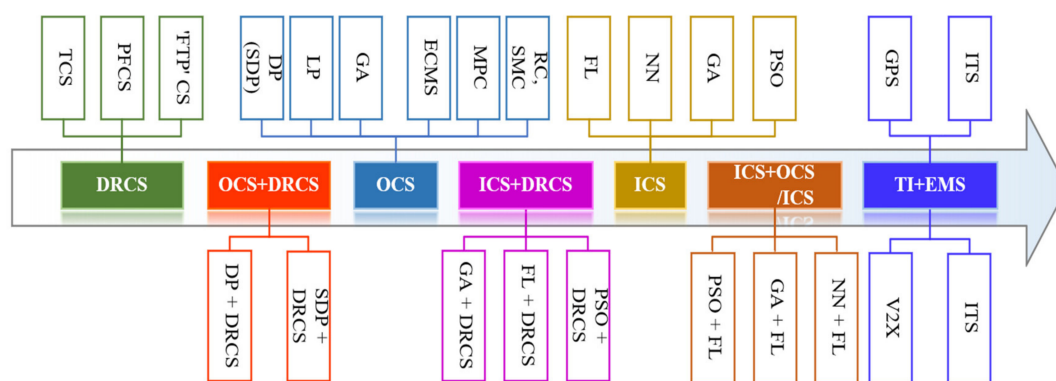 TCS
PFCS
'FTP' CS
DP
(SDP)
LP
GA
ECMS
MPC
RC,
SMC
FL
NN
GA
PSO
GPS
ITS
DRCS
OCS+DRCS
OCS
ICS+DRCS
ICS
ICS+OCS
/ICS
TI+EMS
DP + DRCS
SDP +
DRCS
GA + DRCS
FL + DRCS
PSO +
DRCS
PSO + FL
GA + FL
NN + FL
V2X
ITS